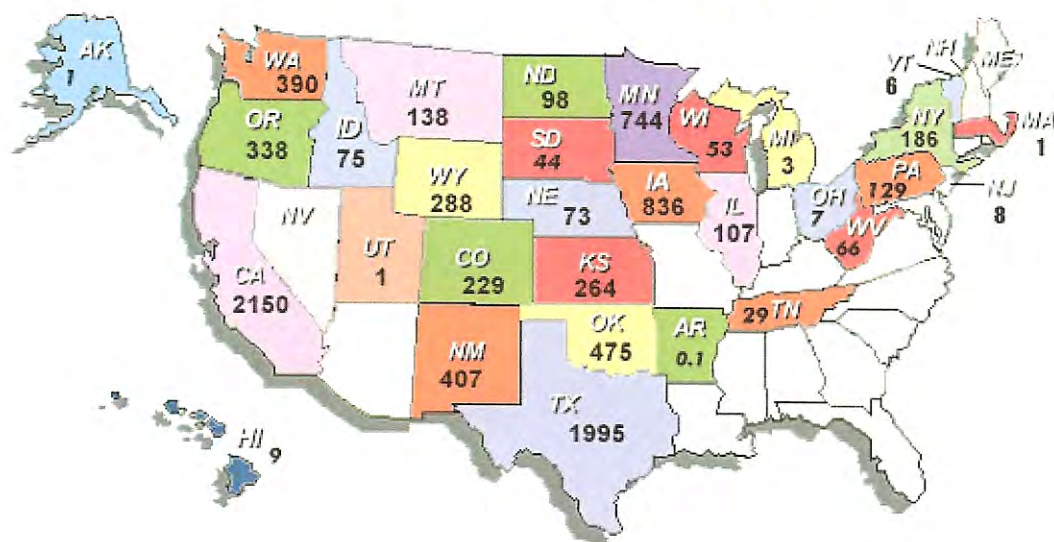 AK
1
WA
390
OR
338
CA
2150
NV
ID
75
MT
138
WY
288
UT
1
CO
229
NM
407
ND
98
SD
44
NE
73
KS
264
OK
475
TX
1995
MN
744
IA
836
WI
53
IL
107
MI
3
OH
7
AR
0.1
29 TN
WV
66
PA
129
NY
186
VT
6
NH
ME
MA
1
NJ
8
HI
9